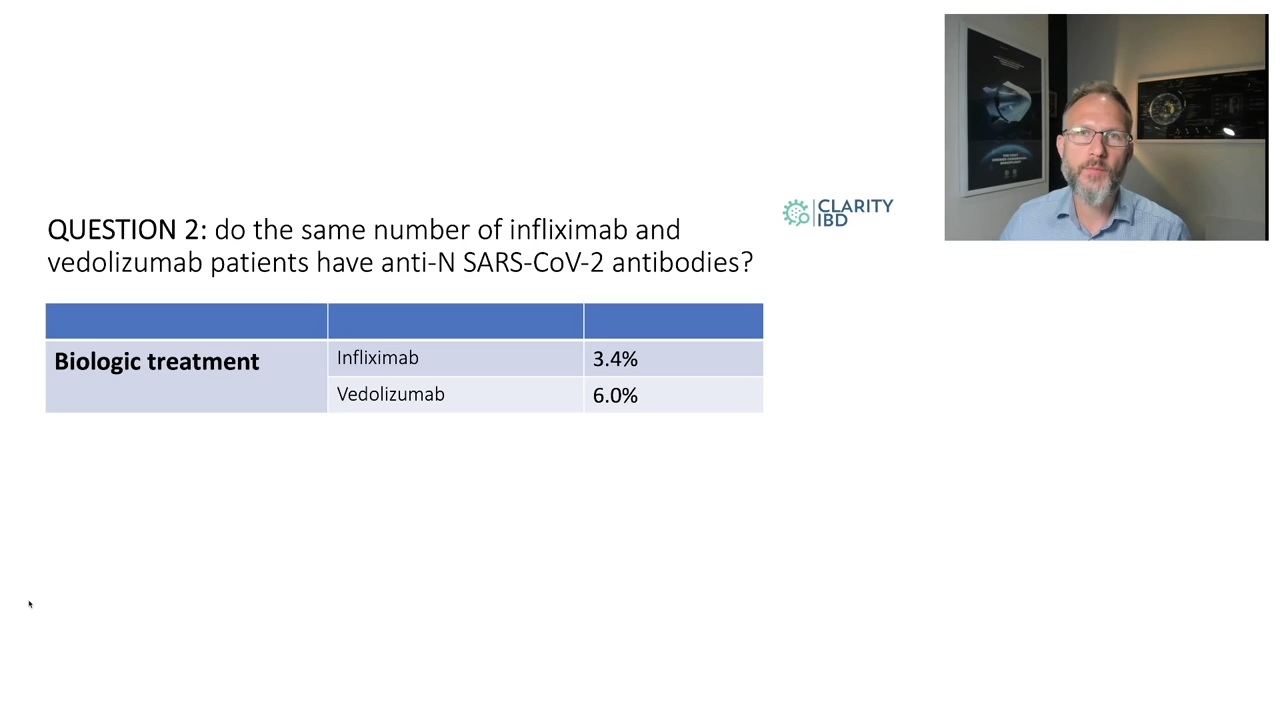 CLARITY
IBD
QUESTION 2: do the same number of infliximab and
vedolizumab patients have anti-N SARS-CoV-2 antibodies?
Biologic treatment
Infliximab
3.4%
Vedolizumab
6.0%